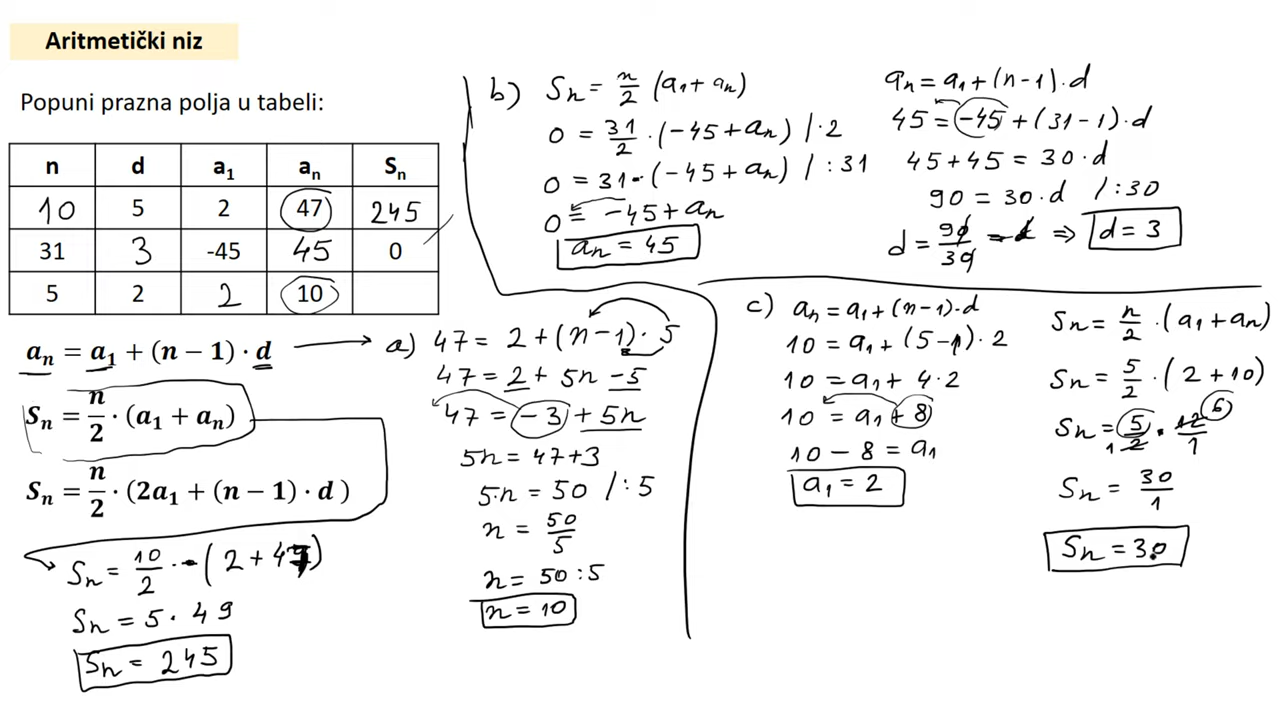 Aritmetički niz
Popuni prazna polja u tabeli:
n d a₁ aₙ Sₙ
10 5 2 47 245
31 3 -45 45 0
5 2 2 10
aₙ = a₁ + (n − 1) · d
Sₙ = n/2 · (a₁ + aₙ)
Sₙ = n/2 · (2a₁ + (n − 1) · d )
Sₙ = 10/2 · (2 + 47)
Sₙ = 5 · 49
Sₙ = 245
a) 47 = 2 + (n − 1) · 5
47 = 2 + 5n − 5
47 = − 3 + 5n
5n = 47 + 3
5·n = 50 / : 5
n = 50/5
n = 50 : 5
n = 10
b) Sₙ = n/2 (a₁ + aₙ)
0 = 31/2 · (−45 + aₙ) / · 2
0 = 31 · (−45 + aₙ) / : 31
0 = −45 + aₙ
aₙ = 45
aₙ = a₁ + (n − 1) · d
45 = −45 + (31 − 1) · d
45 + 45 = 30 · d
90 = 30 · d / : 30
d = 90/30 ⇒ d = 3
c) aₙ = a₁ + (n − 1) · d
10 = a₁ + (5 − 1) · 2
10 = a₁ + 4 · 2
10 = a₁ + 8
10 − 8 = a₁
a₁ = 2
Sₙ = n/2 · (a₁ + aₙ)
Sₙ = 5/2 · (2 + 10)
Sₙ = 5/2 · 12/1 1 6
Sₙ = 30/1
Sₙ = 30